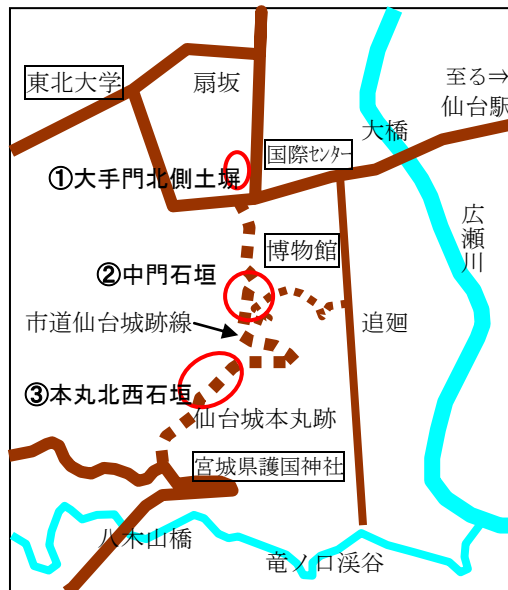 東北大学
扇坂
至る⇒
仙台駅
大橋
国際センター
①大手門北側土塀
広瀬川
博物館
②中門石垣
市道仙台城跡線
追廻
③本丸北西石垣
仙台城本丸跡
宮城県護国神社
八木山橋
竜ノ口渓谷